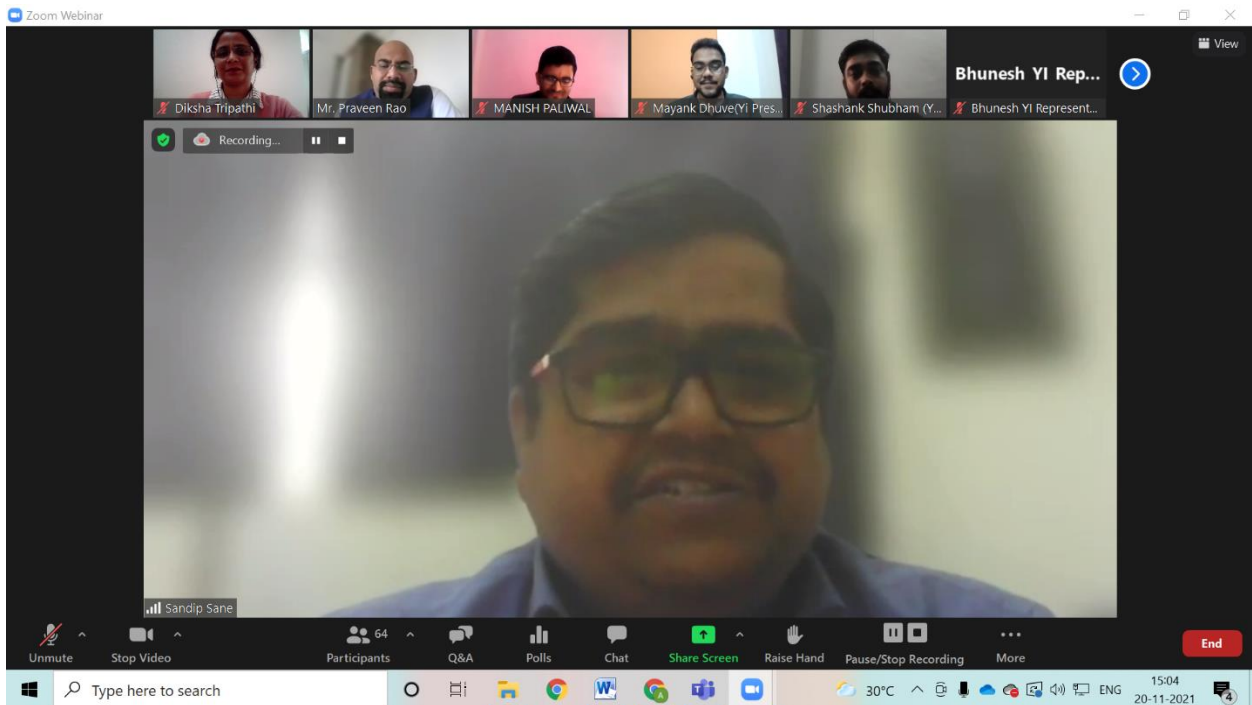 Zoom Webinar
View
Bhunesh YI Rep...
Diksha Tripathi
Mr. Praveen Rao
MANISH PALIWAL
Mayank Dhuve(Yi Pres...
Shashank Shubham (Y...
Bhunesh YI Represent...
Recording...
Sandip Sane
64
Unmute
Stop Video
Participants
Q&A
Polls
Chat
Share Screen
Raise Hand
Pause/Stop Recording
More
End
Type here to search
30°C
ENG
15:04
20-11-2021
4